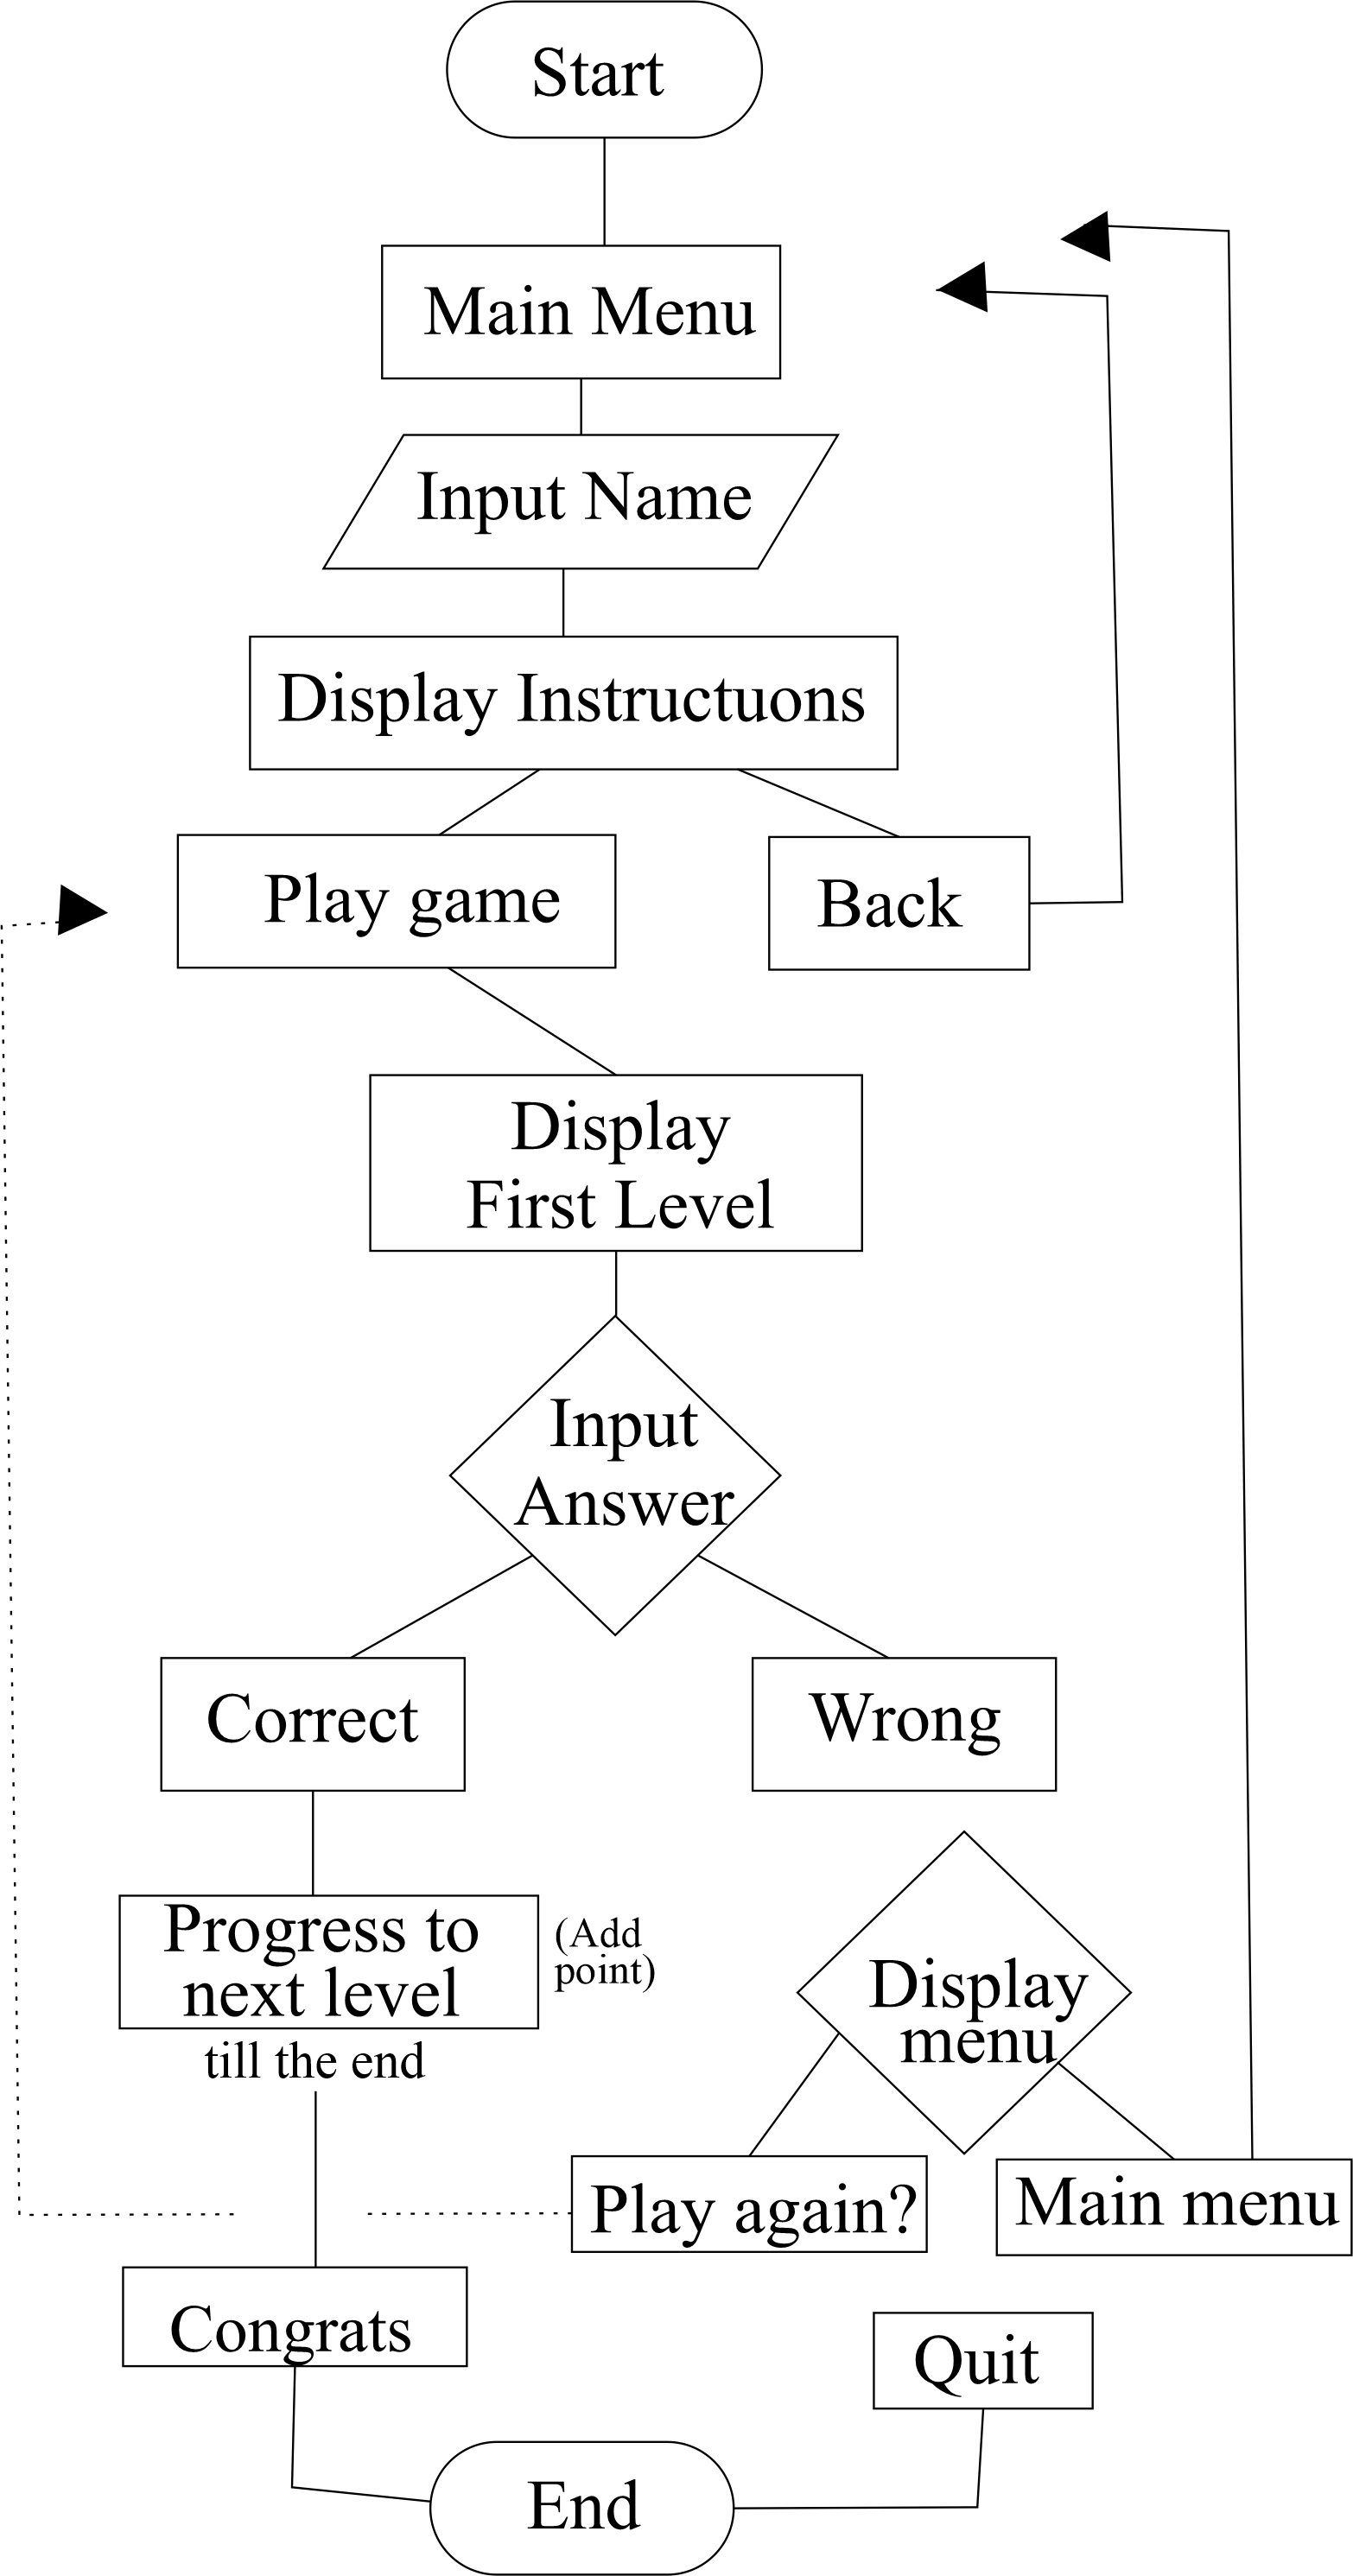 Start
Main Menu
Input Name
Display Instructuons
Play game
Back
Display
First Level
Input
Answer
Correct
Wrong
Progress to
next level
(Add
point)
till the end
Display
menu
Play again?
Main menu
Congrats
Quit
End